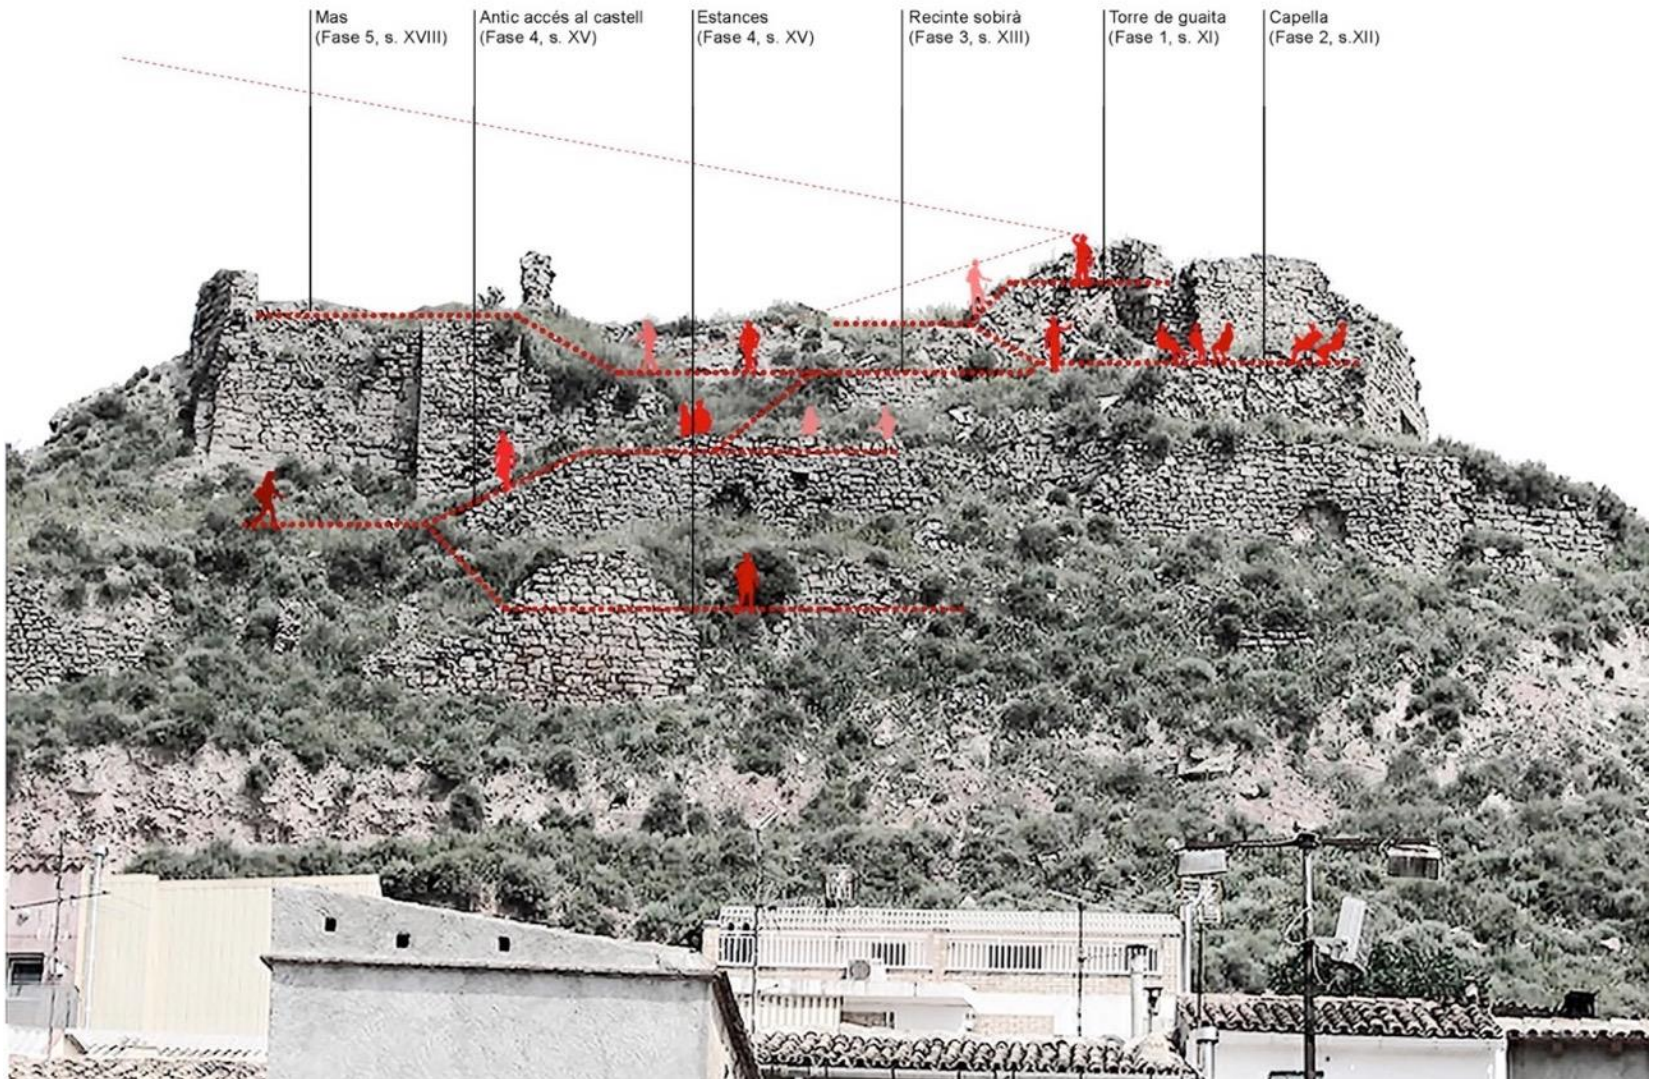 Mas
(Fase 5, s. XVIII)
Antic accés al castell
(Fase 4, s. XV)
Estances
(Fase 4, s. XV)
Recinte sobirà
(Fase 3, s. XIII)
Torre de guaita
(Fase 1, s. XI)
Capella
(Fase 2, s.XII)